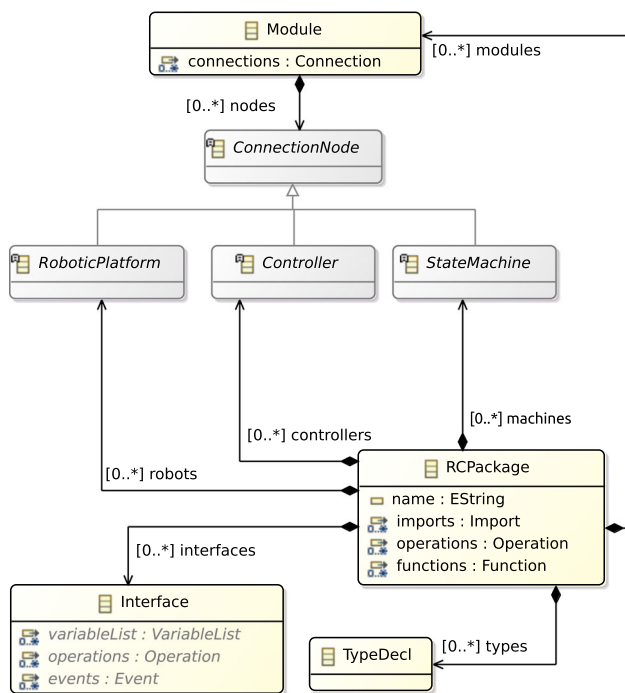 Module
[0..*] modules
connections : Connection
[0..*] nodes
ConnectionNode
RoboticPlatform
Controller
StateMachine
[0..*] machines
[0..*] controllers
[0..*] robots
RCPackage
name : EString
imports : Import
operations : Operation
functions : Function
[0..*] interfaces
Interface
variableList : VariableList
operations : Operation
events : Event
[0..*] types
TypeDecl